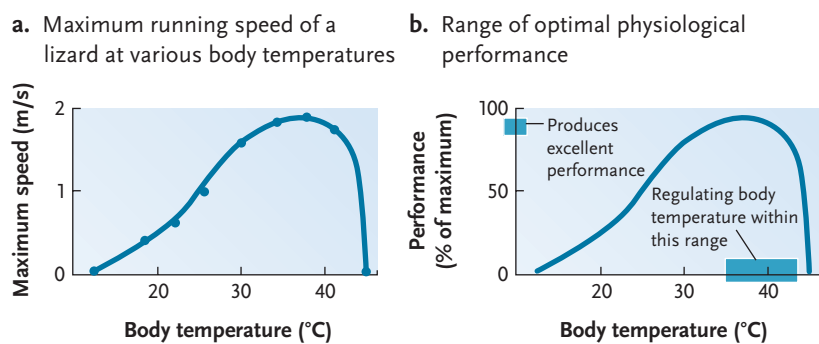 a. Maximum running speed of a
lizard at various body temperatures
2
1
0
Maximum speed (m/s)
20
30
40
Body temperature (°C)
b. Range of optimal physiological
performance
100
50
0
Performance
(% of maximum)
Produces
excellent
performance
Regulating body
temperature within
this range
20
30
40
Body temperature (°C)